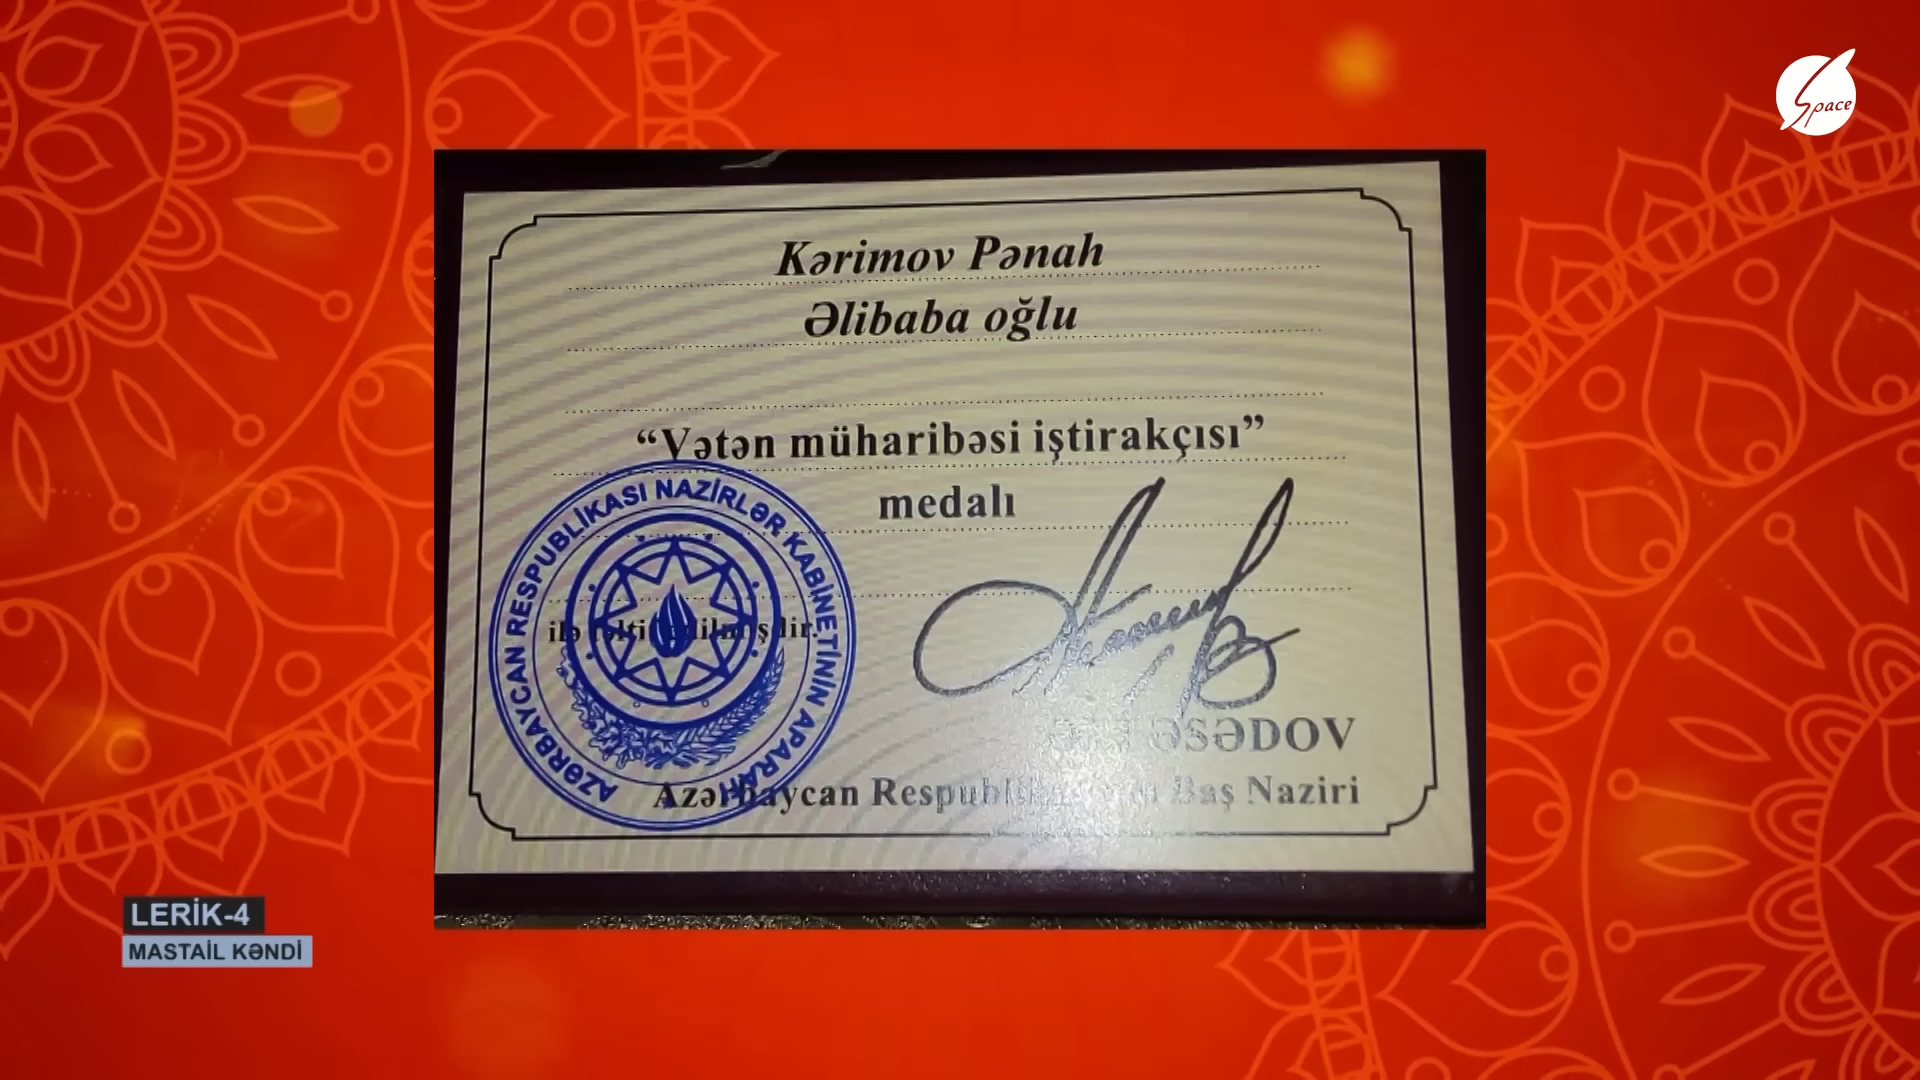 Space
Kərimov Pənah
Əlibaba oğlu
“Vətən müharibəsi iştirakçısı”
medalı
AZƏRBAYCAN RESPUBLİKASI NAZİRLƏR KABİNETİNİN APARATI
ilə
ƏSƏDOV
Azərbaycan Baş Naziri
LERİK-4
MASTAİL KƏNDİ